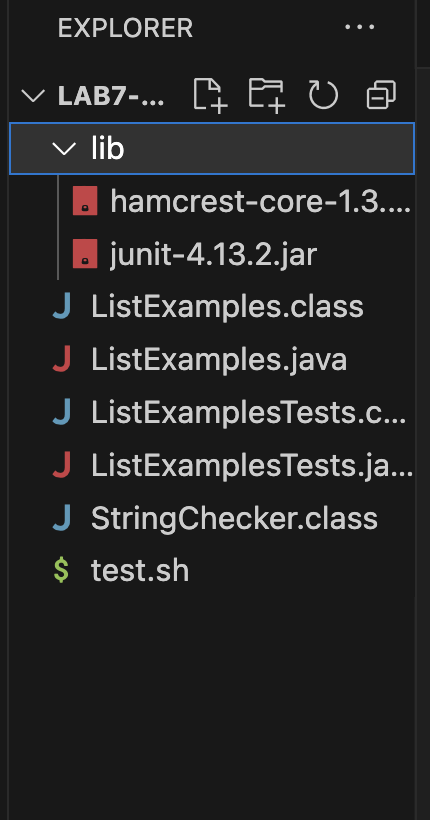 EXPLORER
LAB7-...
lib
hamcrest-core-1.3....
junit-4.13.2.jar
ListExamples.class
ListExamples.java
ListExamplesTests.c...
ListExamplesTests.ja...
StringChecker.class
$ test.sh